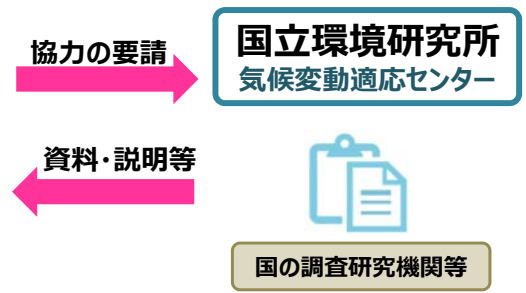 協力の要請
国立環境研究所
気候変動適応センター
資料・説明等
国の調査研究機関等